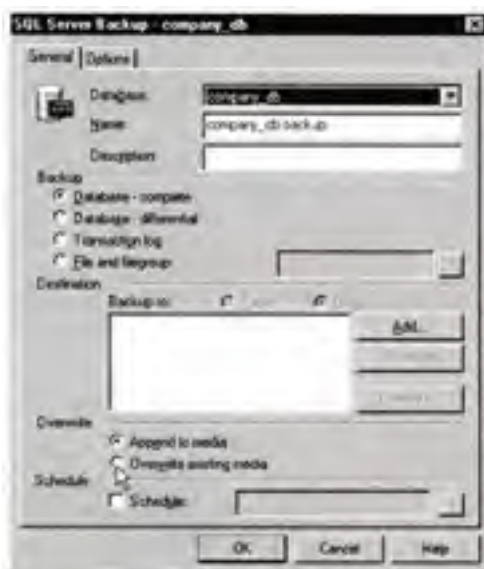 SQL Server Backup - company_db
General Options
Database: company_db
Name: company_db backup
Description:
Backup
Database - complete
Database - differential
Transaction log
File and filegroup:
Destination
Backup to:
Add...
Overwrite
Append to media
Overwrite existing media
Schedule
Schedule:
OK Cancel Help